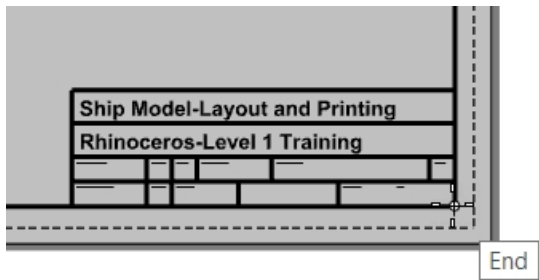 Ship Model-Layout and Printing
Rhinoceros-Level 1 Training
End